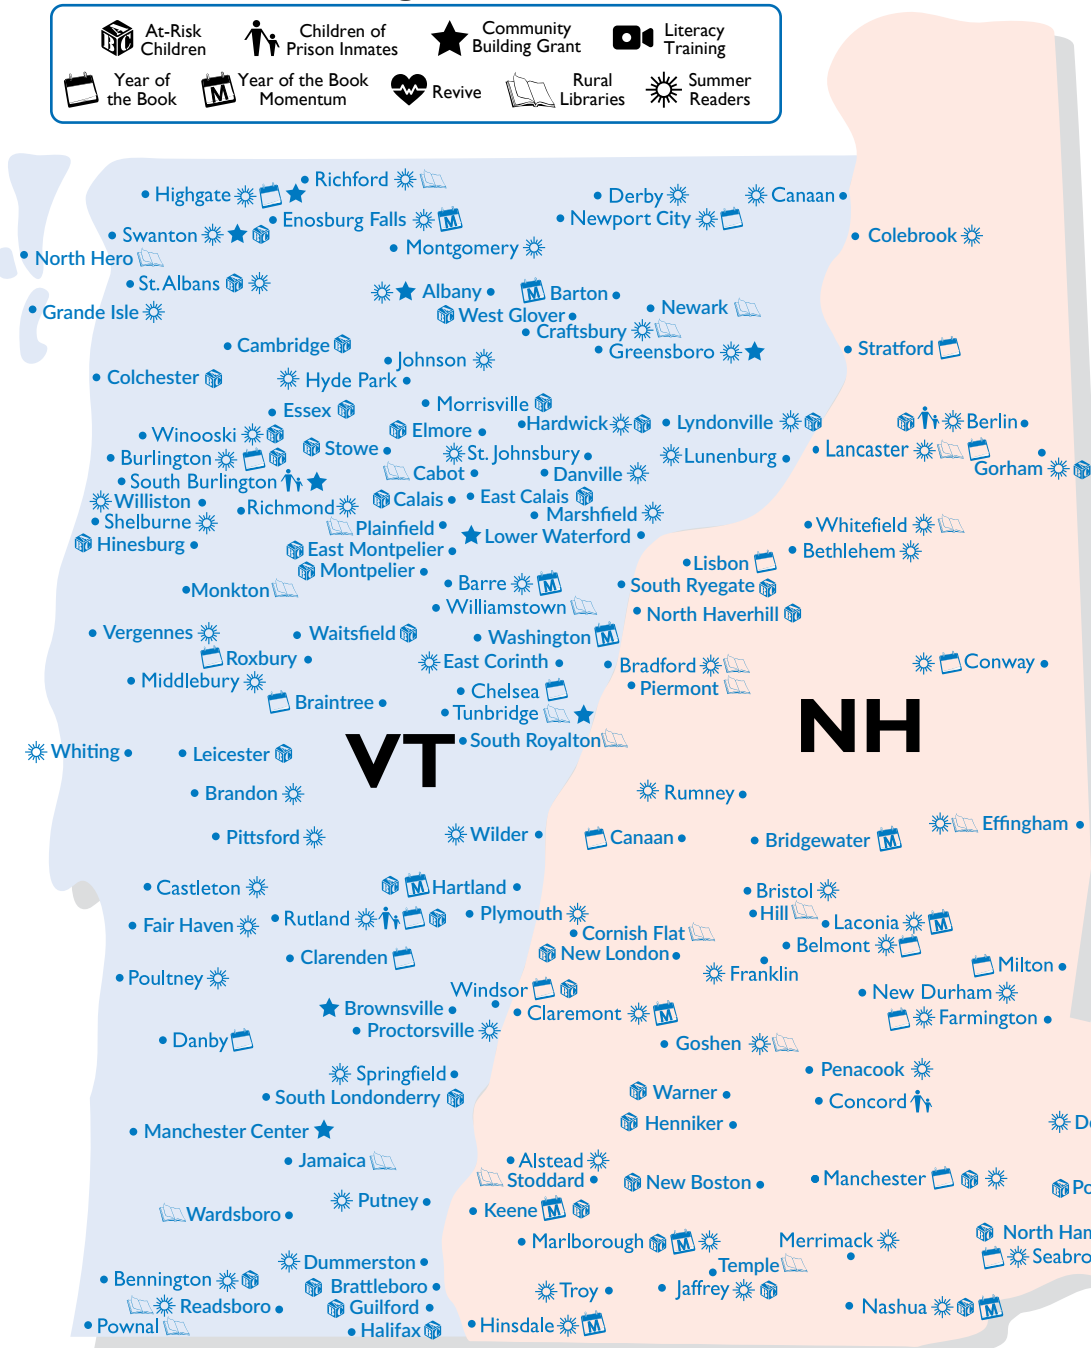 At-Risk
Children
Children of
Prison Inmates
Community
Building Grant
Literacy
Training
Year of
the Book
M
Year of the Book
Momentum
Revive
Rural
Libraries
Summer
Readers
Richford
Highgate
Derby
Canaan
Enosburg Falls M
Newport City
Swanton
Colebrook
Montgomery
North Hero
St. Albans
Albany
M Barton
Grande Isle
West Glover
Newark
Craftsbury
Cambridge
Greensboro
Stratford
Johnson
Colchester
Hyde Park
Morrisville
Essex
Hardwick
Lyndonville
Berlin
Winooski
Elmore
Stowe
Lancaster
Burlington
St. Johnsbury
Lunenburg
Gorham
South Burlington
Cabot
Danville
Williston
Richmond
Calais
East Calais
Shelburne
Marshfield
Plainfield
Whitefield
Hinesburg
Lower Waterford
East Montpelier
Bethlehem
Montpelier
Lisbon
Monkton
Barre M
South Ryegate
Williamstown
North Haverhill
Vergennes
Waitsfield
Washington M
Roxbury
East Corinth
Bradford
Conway
Middlebury
Chelsea
Piermont
Braintree
Tunbridge
NH
VT
South Royalton
Whiting
Leicester
Brandon
Rumney
Pittsford
Wilder
Canaan
Bridgewater M
Effingham
Castleton
M Hartland
Bristol
Fair Haven
Rutland
Plymouth
Hill
Laconia M
Cornish Flat
Belmont
Clarenden
New London
Franklin
Milton
Poultney
Windsor
New Durham
Brownsville
Claremont M
Farmington
Proctorsville
Danby
Goshen
Springfield
Penacook
South Londonderry
Warner
Concord
Manchester Center
Henniker
D
Jamaica
Alstead
Stoddard
New Boston
Manchester
Po
Putney
Wardsboro
Keene M
Marlborough M
Merrimack
North Ham
Dummerston
Temple
Seabro
Bennington
Brattleboro
Troy
Jaffrey
Readsboro
Guilford
Nashua M
Pownal
Halifax
Hinsdale M